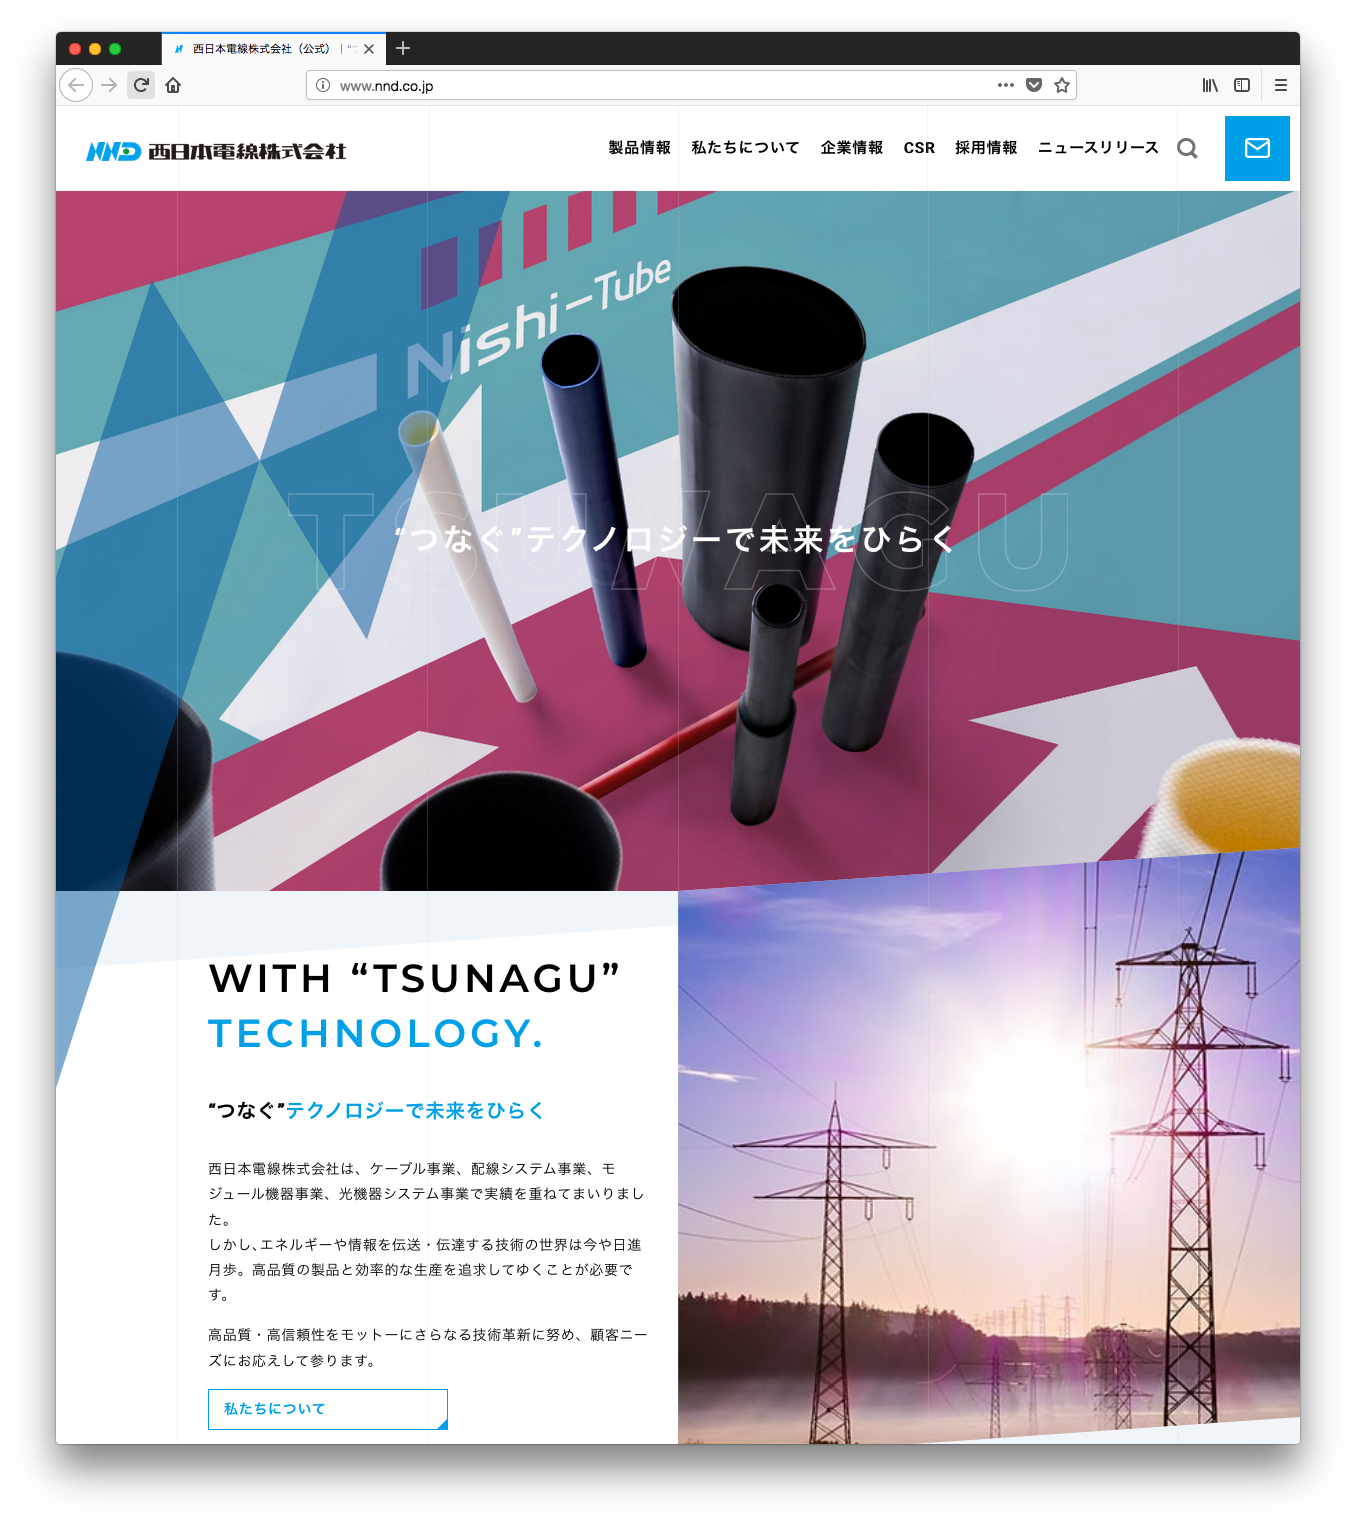 西日本電線株式会社（公式）｜“つ
www.nnd.co.jp
NND 西日本電線株式会社
製品情報 私たちについて 企業情報 CSR 採用情報 ニュースリリース
Nishi-Tube
TSUNAGU
“つなぐ”テクノロジーで未来をひらく
WITH “TSUNAGU”
TECHNOLOGY.
“つなぐ”テクノロジーで未来をひらく
西日本電線株式会社は、ケーブル事業、配線システム事業、モ
ジュール機器事業、光機器システム事業で実績を重ねてまいりまし
た。
しかし、エネルギーや情報を伝送・伝達する技術の世界は今や日進
月歩。高品質の製品と効率的な生産を追求してゆくことが必要で
す。
高品質・高信頼性をモットーにさらなる技術革新に努め、顧客ニー
ズにお応えして参ります。
私たちについて